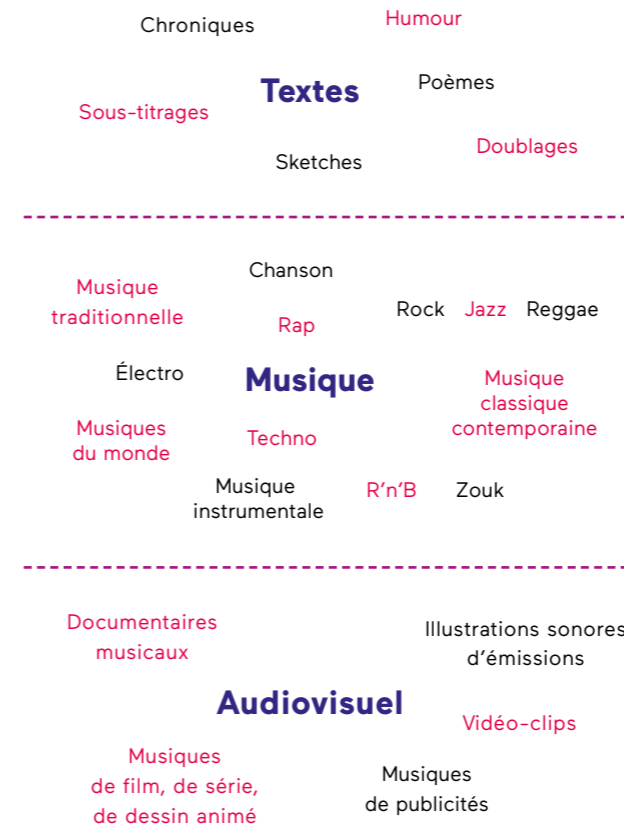 Chroniques
Humour
Textes
Poèmes
Sous-titrages
Doublages
Sketches
Chanson
Musique
traditionnelle
Rap
Rock Jazz Reggae
Électro
Musique
Musique
classique
contemporaine
Musiques
du monde
Techno
Musique
instrumentale
R'n'B
Zouk
Documentaires
musicaux
Illustrations sonores
d'émissions
Audiovisuel
Vidéo-clips
Musiques
de film, de série,
de dessin animé
Musiques
de publicités